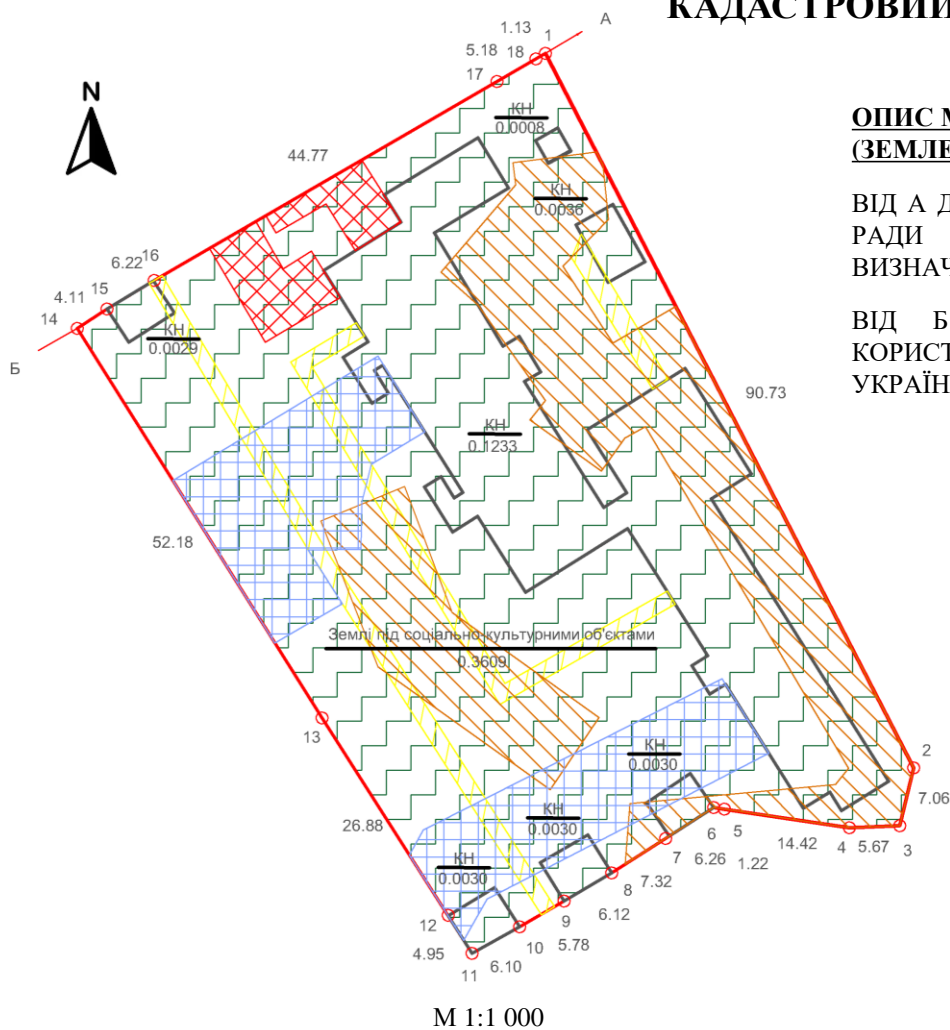 КАДАСТРОВИЙ
А
1.13
1
5.18
18
17
N
КН
0.0008
ОПИС М
(ЗЕМЛЕ
44.77
КН
0.0038
ВІД А Д
РАДИ
ВИЗНАЧ
6.22
16
4.11
15
14
КН
0.0029
ВІД Б
КОРИСТ
УКРАЇН
Б
90.73
КН
0.1233
52.18
Землі під соціально-культурними об'єктами
0.3609
13
2
КН
0.0030
7.06
26.88
КН
0.0030
6
5
14.42
4
5.67
3
7
6.26
1.22
КН
0.0030
8
7.32
12
9
6.12
4.95
10
5.78
11
6.10
М 1:1 000